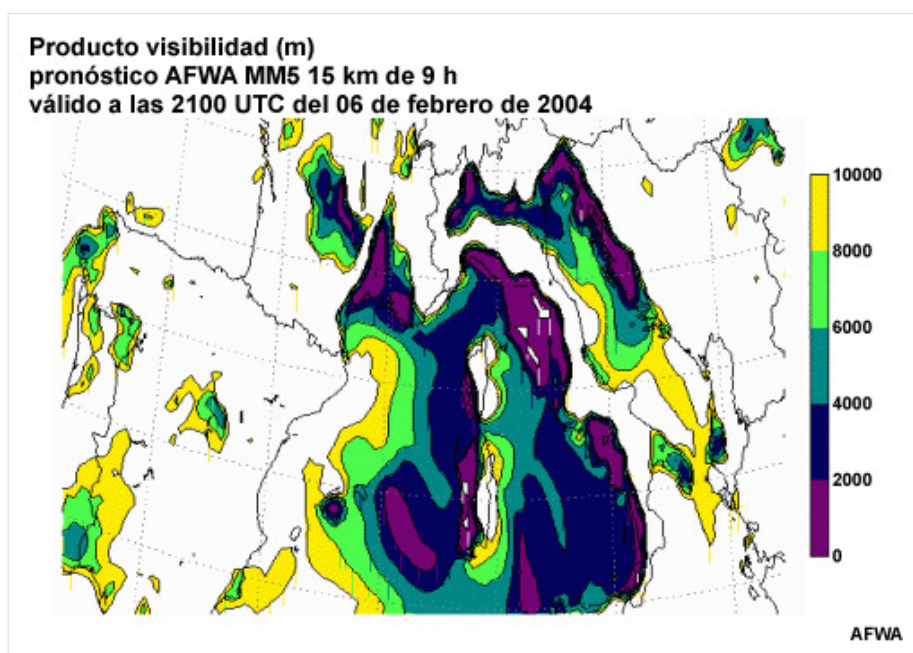 Producto visibilidad (m)
pronóstico AFWA MM5 15 km de 9 h
válido a las 2100 UTC del 06 de febrero de 2004
10000
8000
6000
4000
2000
0
AFWA